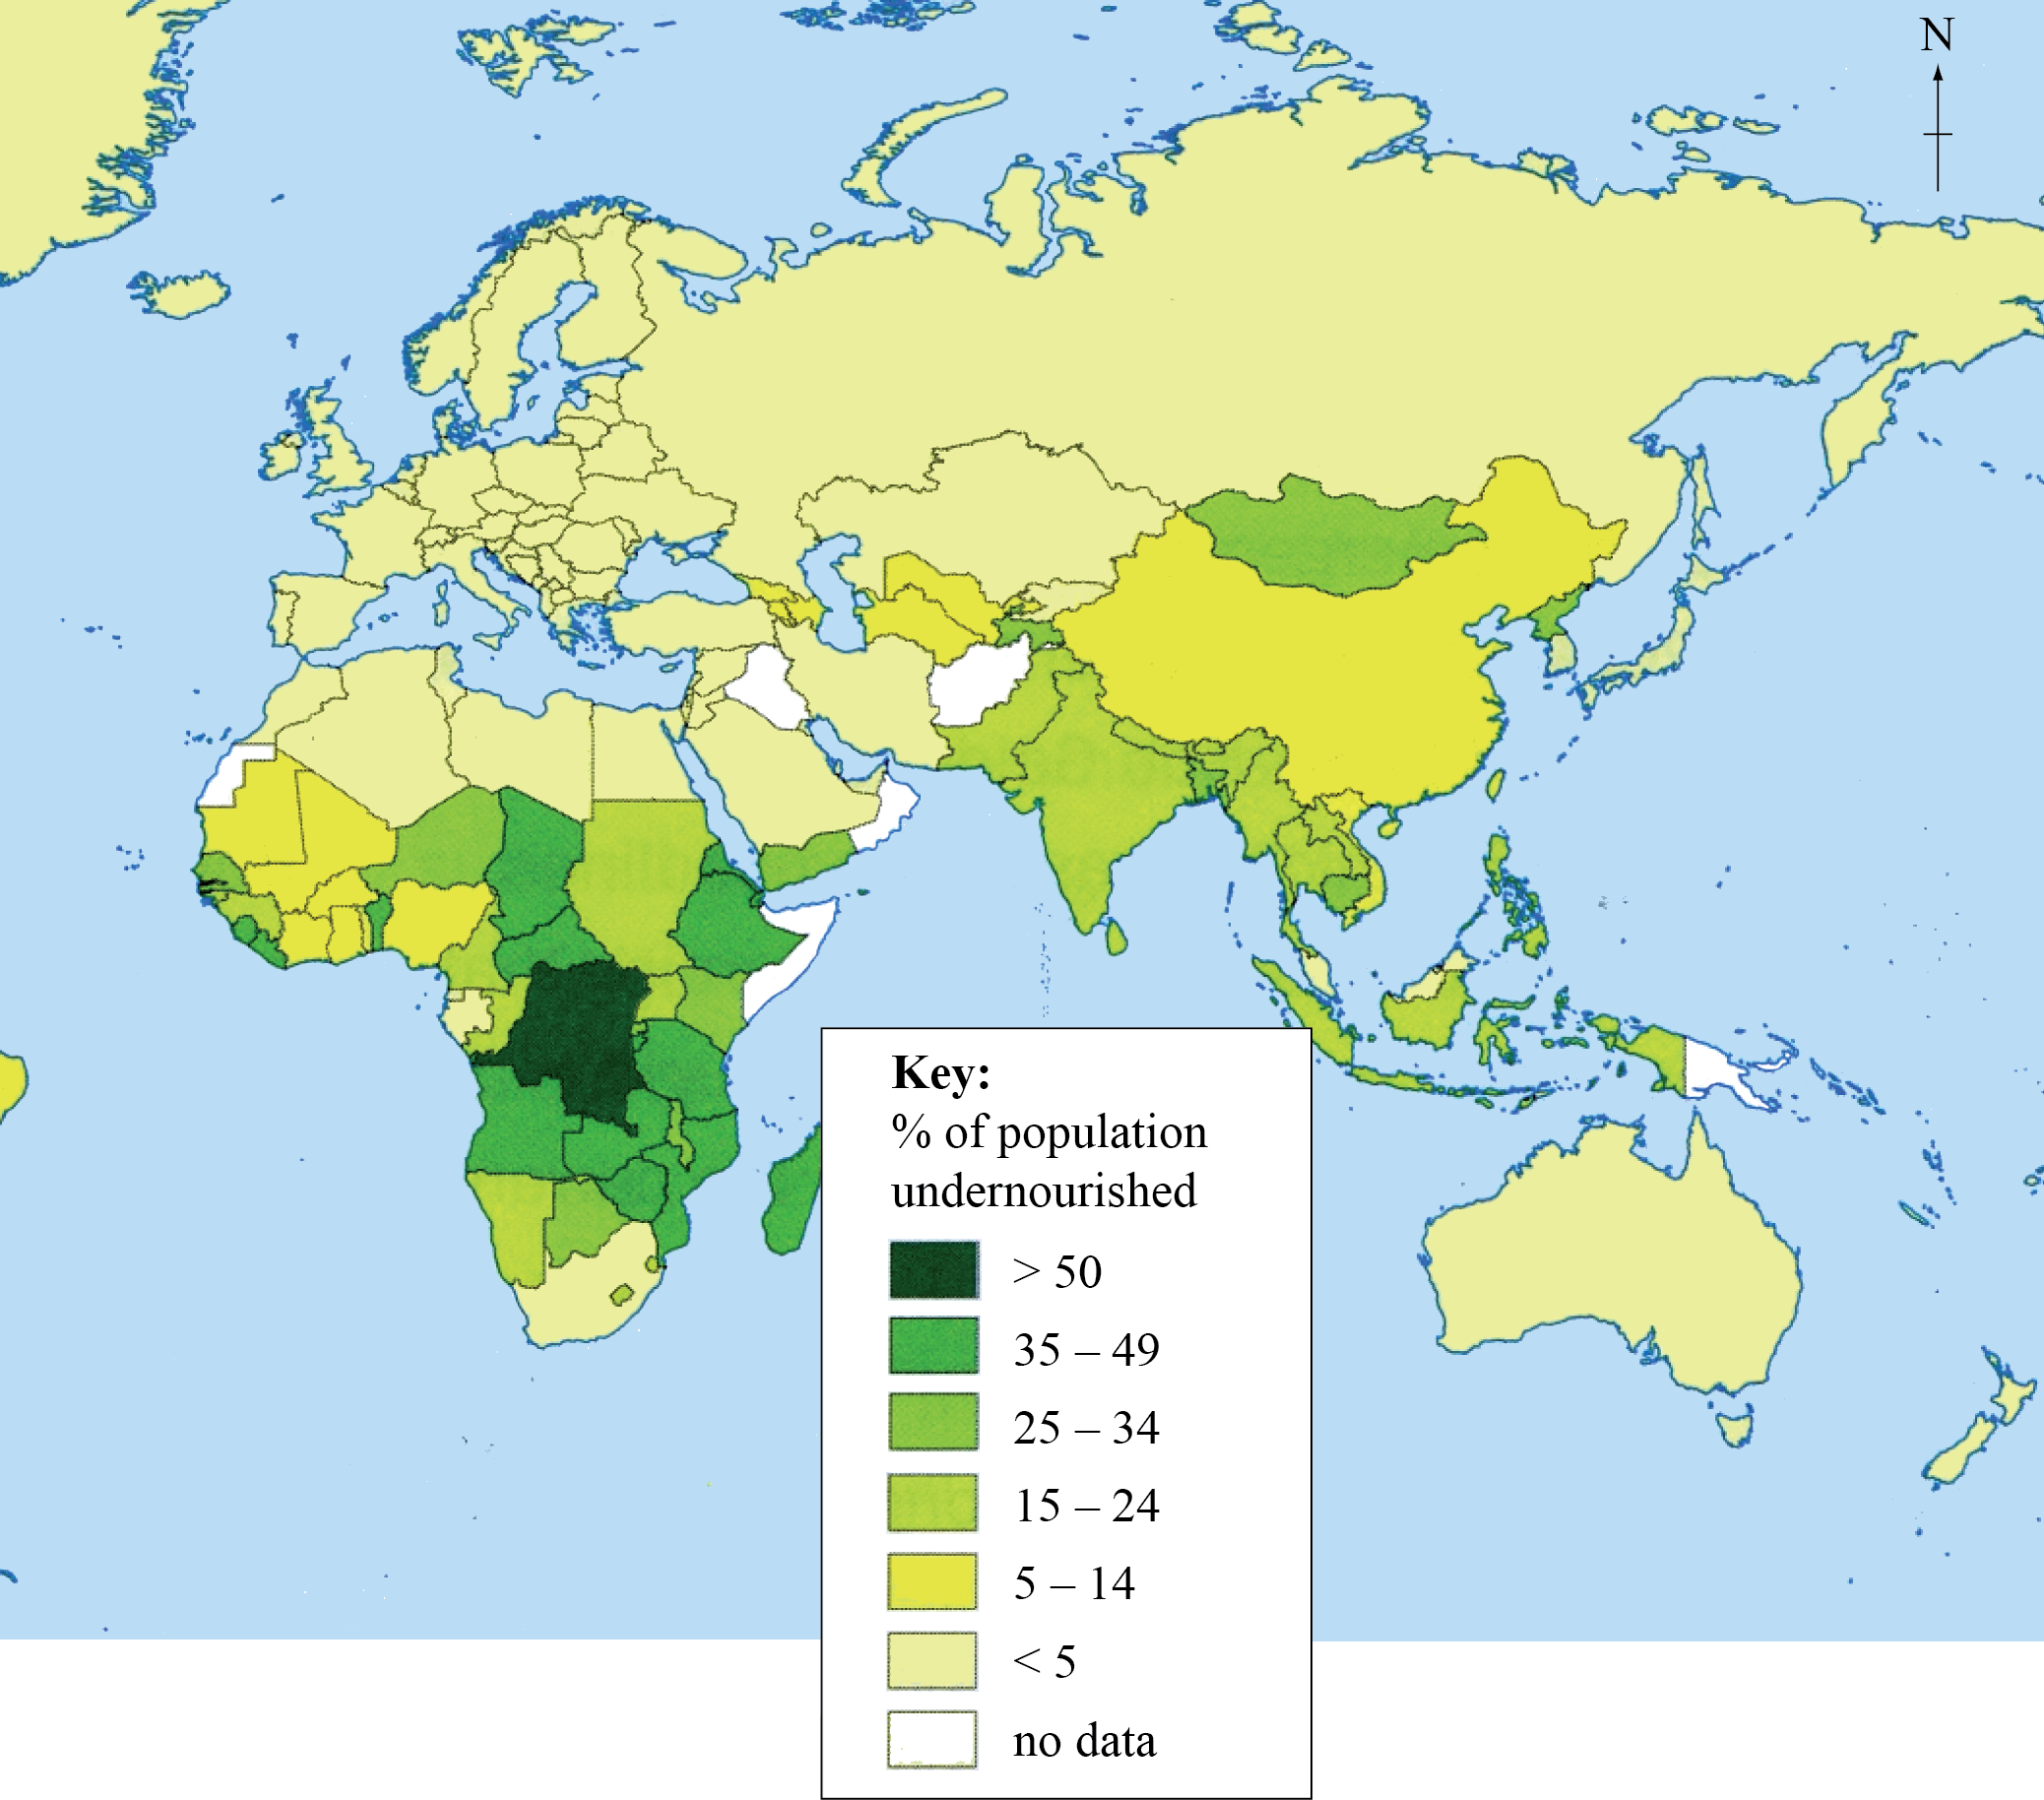 N
Key:
% of population
undernourished
> 50
35 – 49
25 – 34
15 – 24
5 – 14
< 5
no data